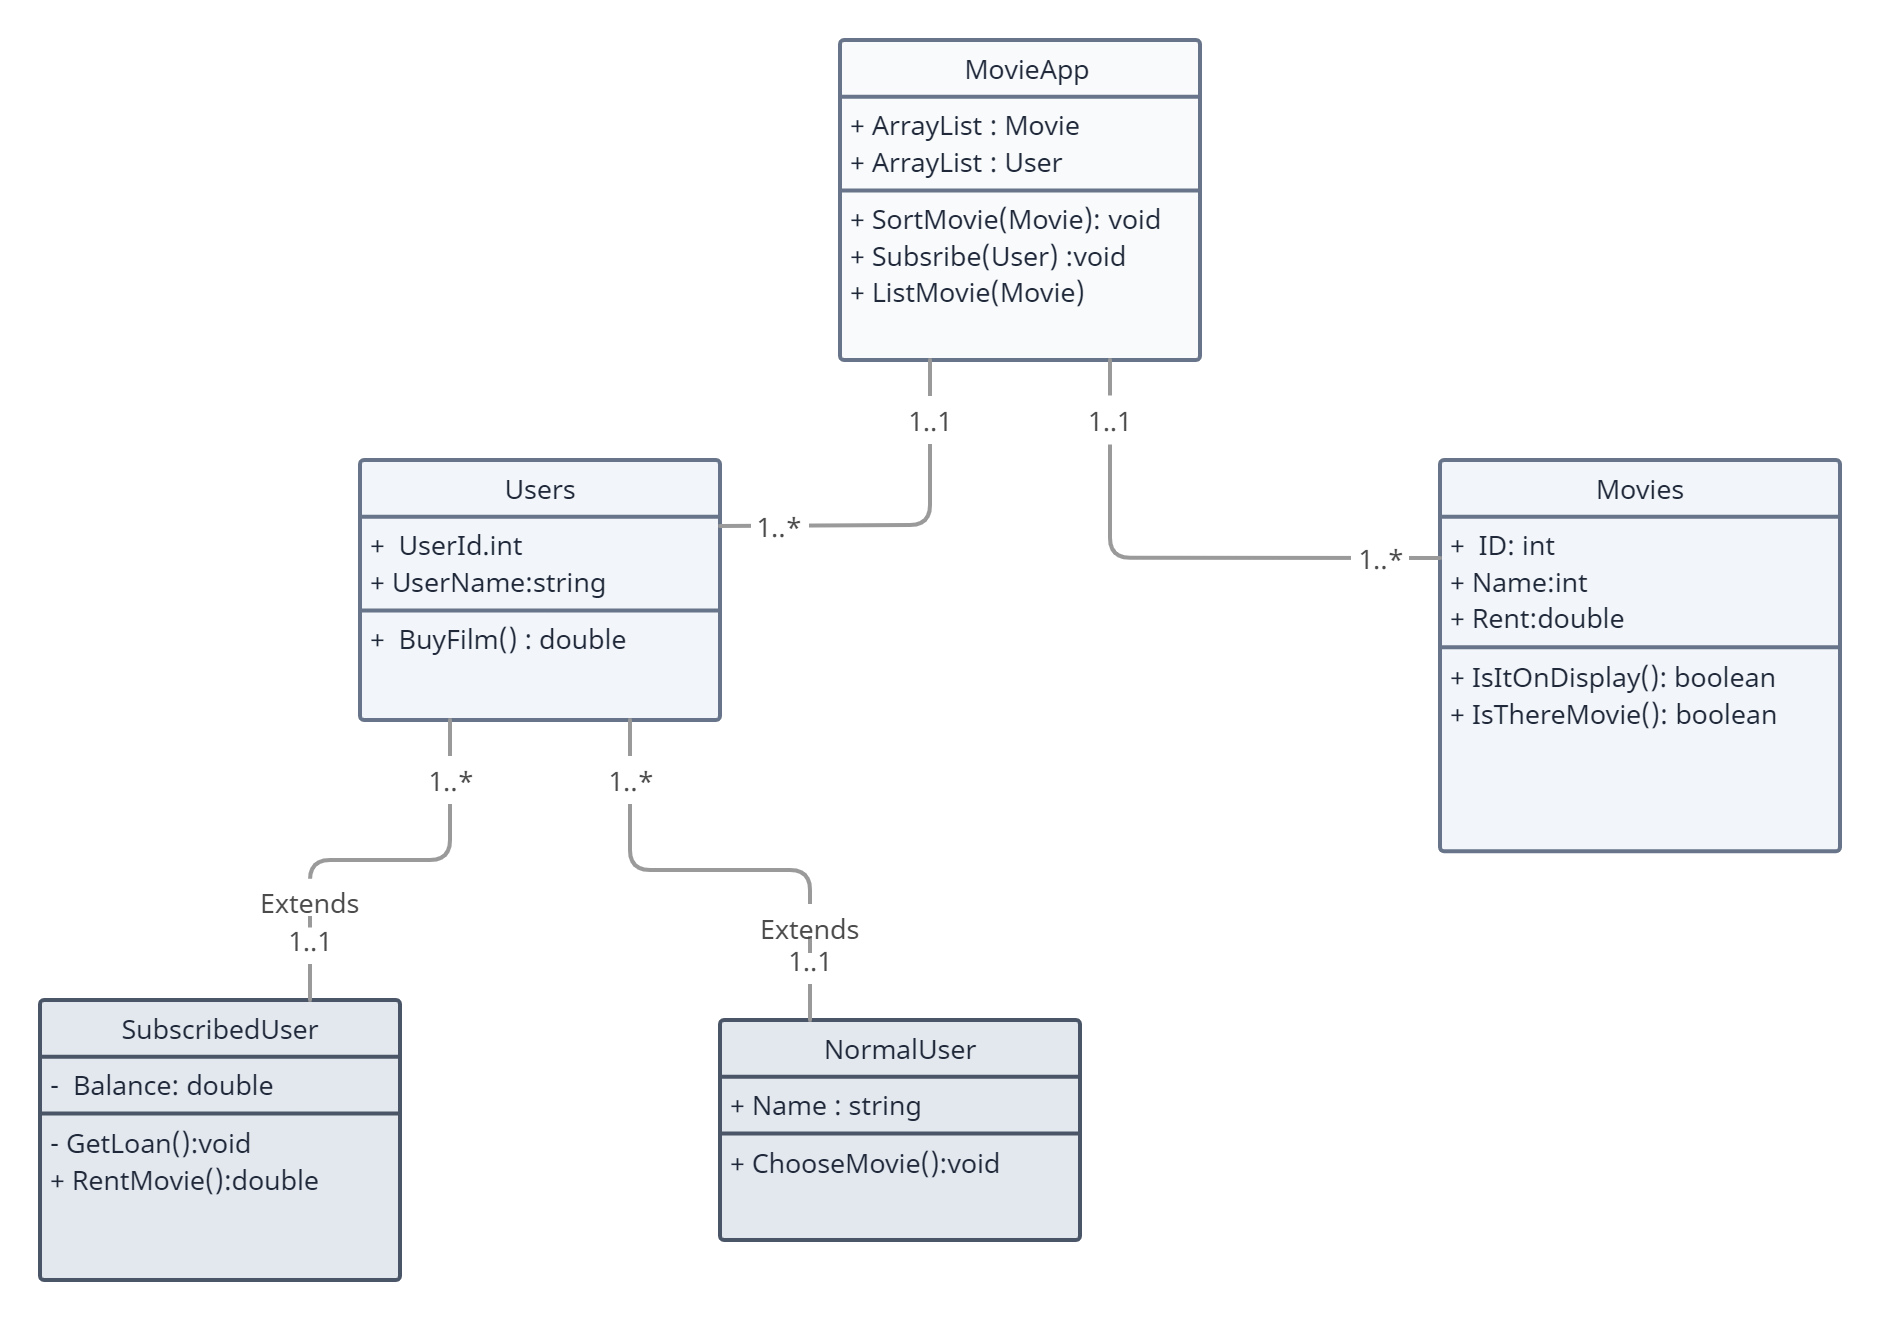 MovieApp
+ ArrayList : Movie
+ ArrayList : User
+ SortMovie(Movie): void
+ Subsribe(User) :void
+ ListMovie(Movie)
1..1
1..1
Users
+  UserId.int
+ UserName:string
+  BuyFilm() : double
1..*
1..*
Movies
+  ID: int
+ Name:int
+ Rent:double
+ IsItOnDisplay(): boolean
+ IsThereMovie(): boolean
1..*
1..*
Extends
1..1
Extends
1..1
SubscribedUser
-  Balance: double
- GetLoan():void
+ RentMovie():double
NormalUser
+ Name : string
+ ChooseMovie():void